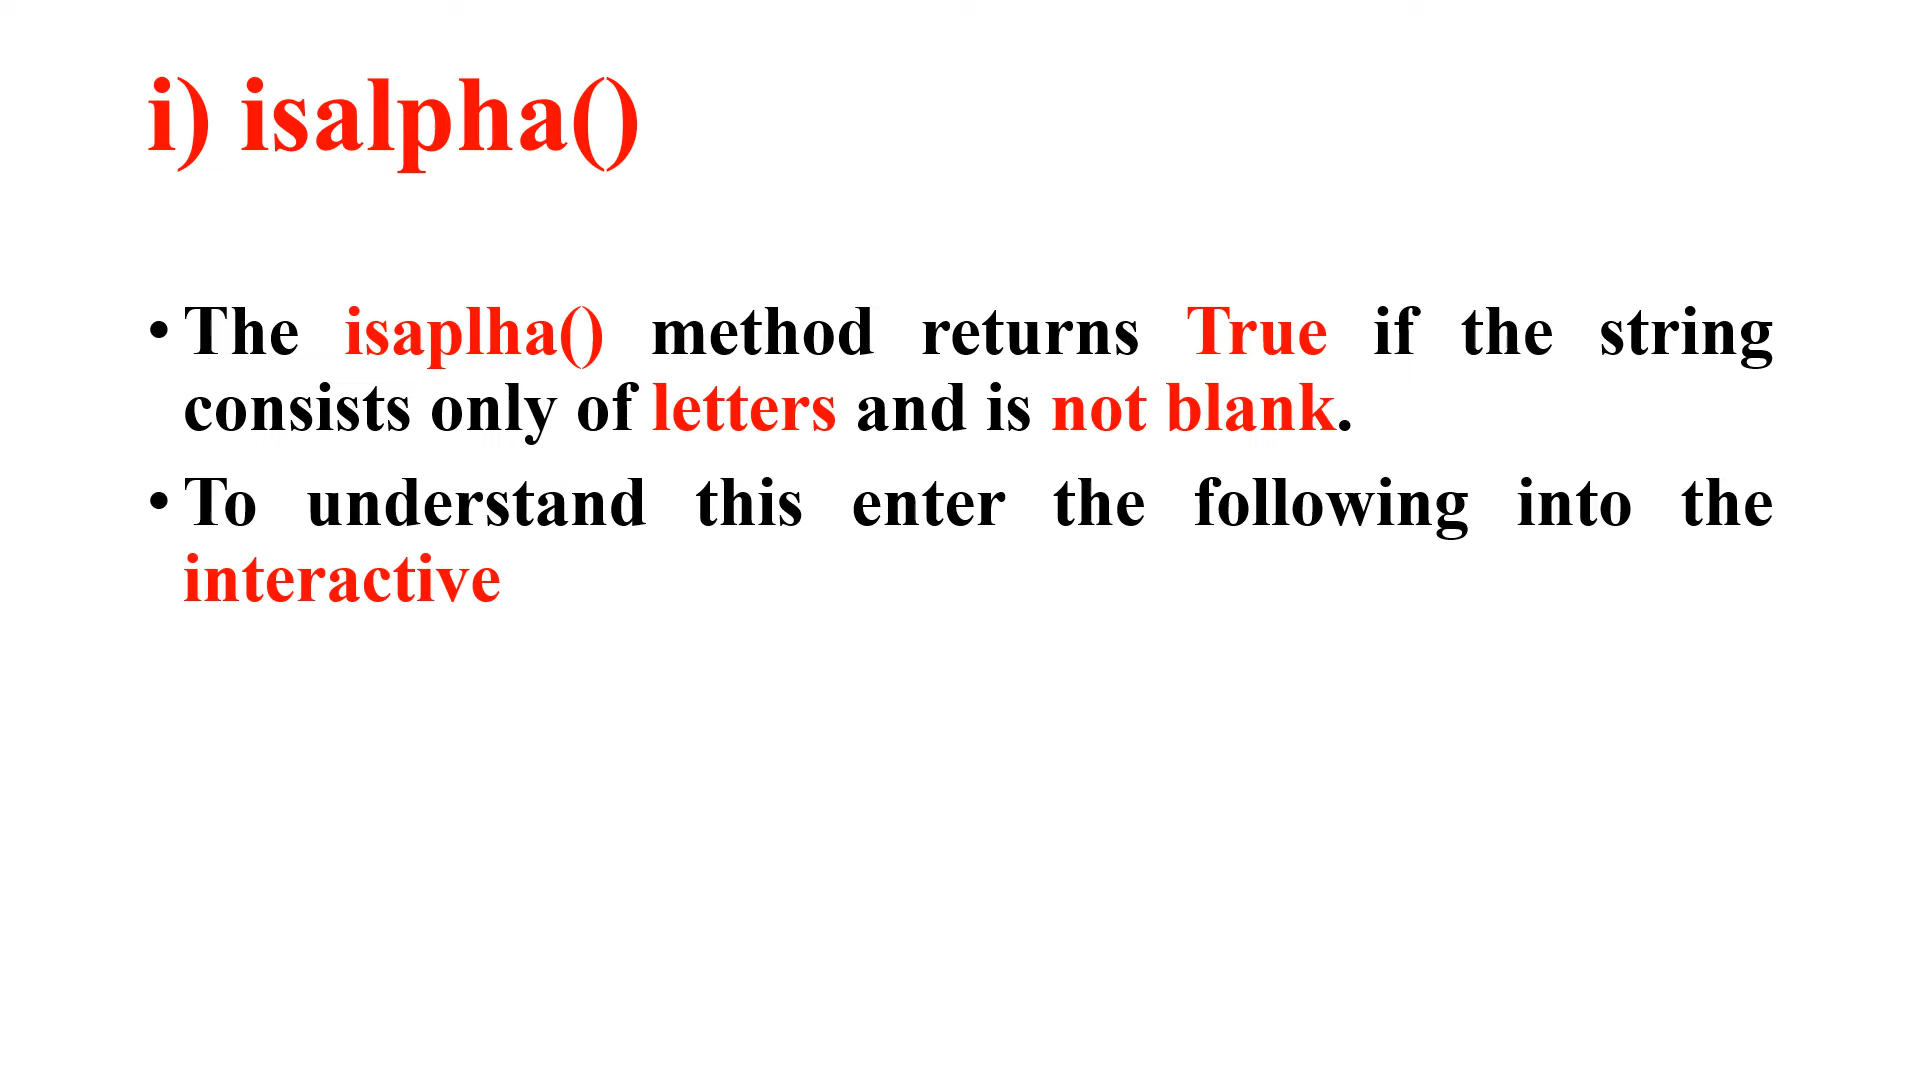 i) isalpha()
• The isaplha() method returns True if the string
consists only of letters and is not blank.
• To understand this enter the following into the
interactive